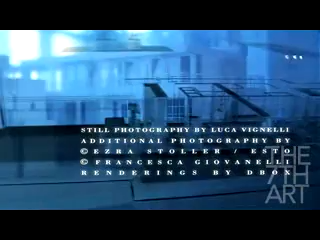 STILL PHOTOGRAPHY BY LUCA VIGNELLI
ADDITIONAL PHOTOGRAPHY BY
©EZRA STOLLER / ESTO
©FRANCESCA GIOVANELLI
RENDERINGS BY DBOX
THE
7TH
ART